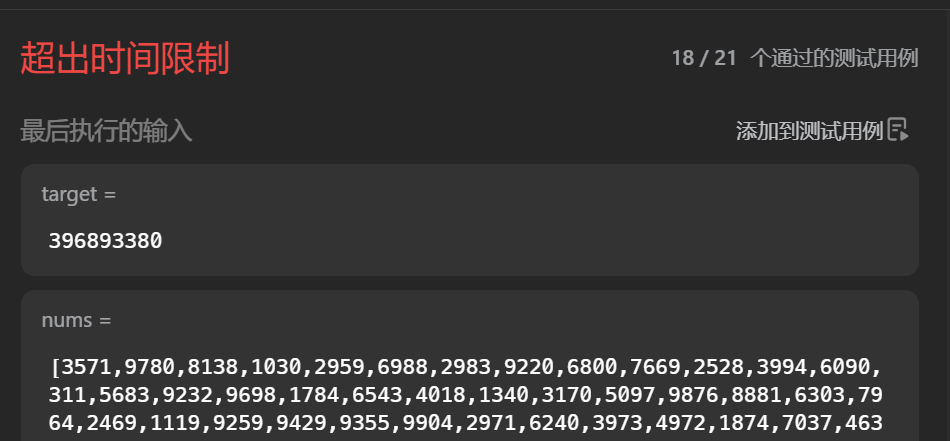 超出时间限制
18 / 21 个通过的测试用例
最后执行的输入
添加到测试用例
target =
396893380
nums =
[3571,9780,8138,1030,2959,6988,2983,9220,6800,7669,2528,3994,6090,
311,5683,9232,9698,1784,6543,4018,1340,3170,5097,9876,8881,6303,79
64,2469,1119,9259,9429,9355,9904,2971,6240,3973,4972,1874,7037,463